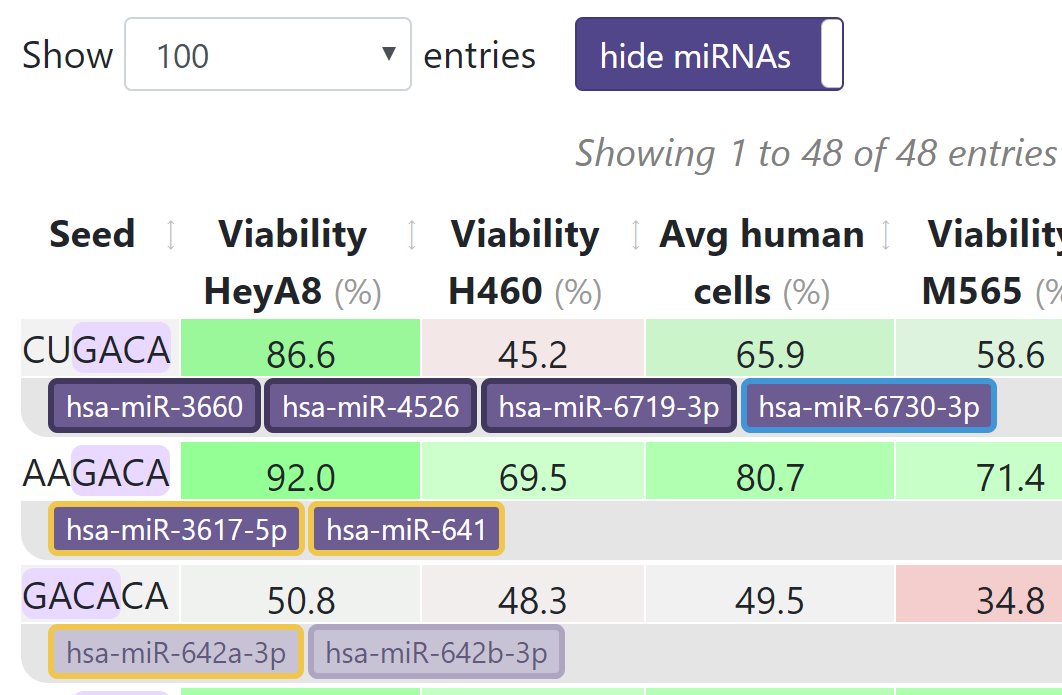 Show 100 entries hide miRNAs
Showing 1 to 48 of 48 entries
Seed Viability Viability Avg human Viability
HeyA8 (%) H460 (%) cells (%) M565 (%
CUGACA 86.6 45.2 65.9 58.6
hsa-miR-3660 hsa-miR-4526 hsa-miR-6719-3p hsa-miR-6730-3p
AAGACA 92.0 69.5 80.7 71.4
hsa-miR-3617-5p hsa-miR-641
GACACA 50.8 48.3 49.5 34.8
hsa-miR-642a-3p hsa-miR-642b-3p